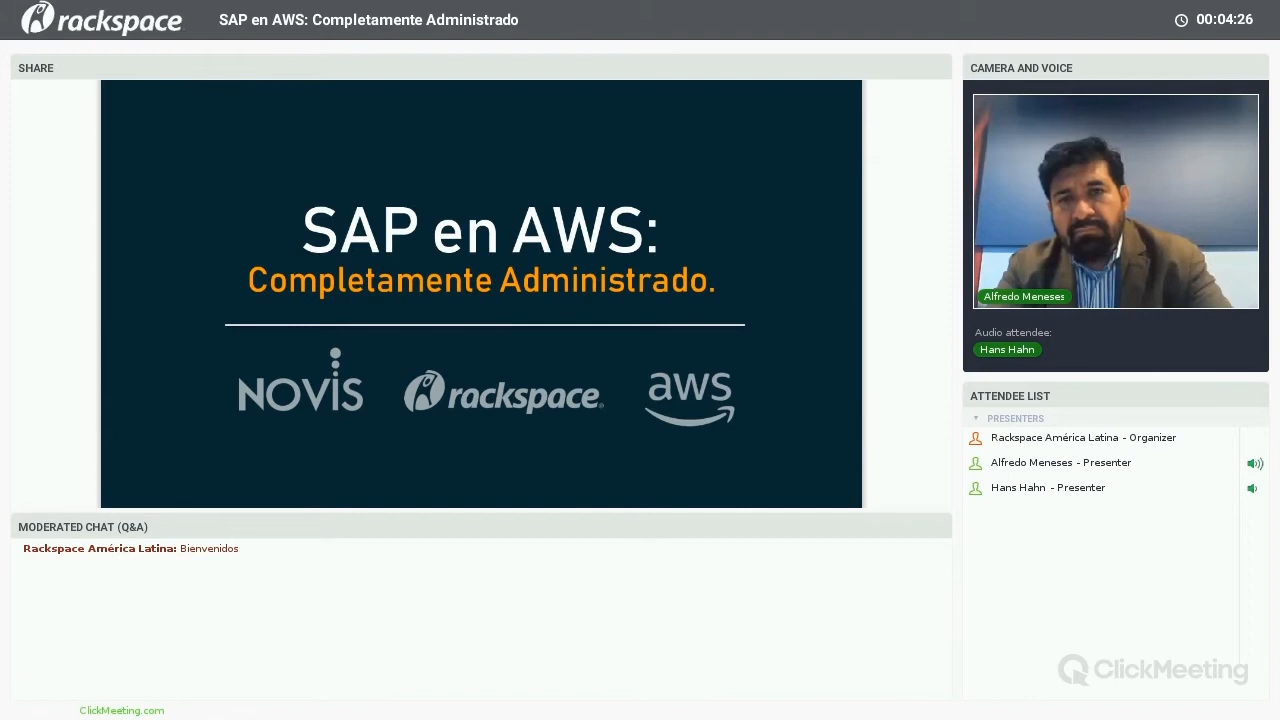 rackspace
SAP en AWS: Completamente Administrado
00:04:26
SHARE
SAP en AWS:
Completamente Administrado.
NOVIS
rackspace®
aws
MODERATED CHAT (Q&A)
Rackspace América Latina: Bienvenidos
CAMERA AND VOICE
Alfredo Meneses
Audio attendee:
Hans Hahn
ATTENDEE LIST
PRESENTERS
Rackspace América Latina - Organizer
Alfredo Meneses - Presenter
Hans Hahn - Presenter
ClickMeeting
ClickMeeting.com